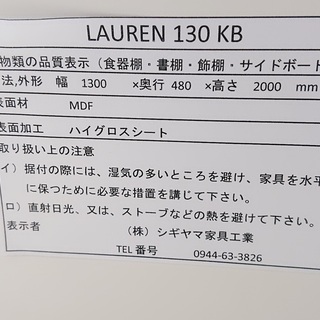 LAUREN 130 KB
物類の品質表示（食器棚・書棚・飾棚・サイドボート
法,外形 幅 1300 ×奥行 480 ×高さ 2000 mm
表面材 MDF
表面加工 ハイグロスシート
取り扱い上の注意
イ）据付の際には、湿気の多いところを避け、家具を水平
に保つために必要な措置を講じて下さい。
ロ）直射日光、又は、ストーブなどの熱を避けて下さい。
表示者 （株）シギヤマ家具工業
TEL 番号 0944-63-3826